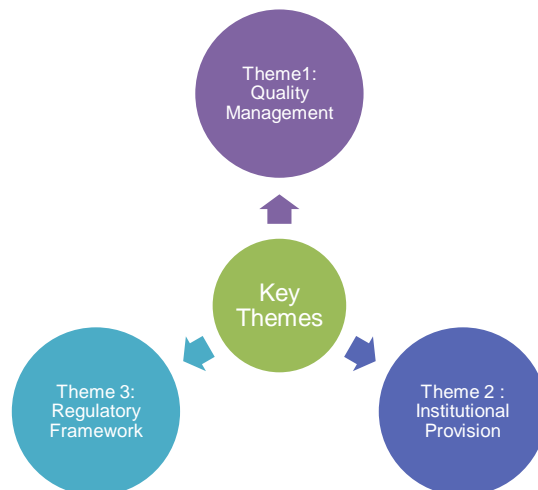 Theme1:
Quality
Management
Key
Themes
Theme 3:
Regulatory
Framework
Theme 2 :
Institutional
Provision